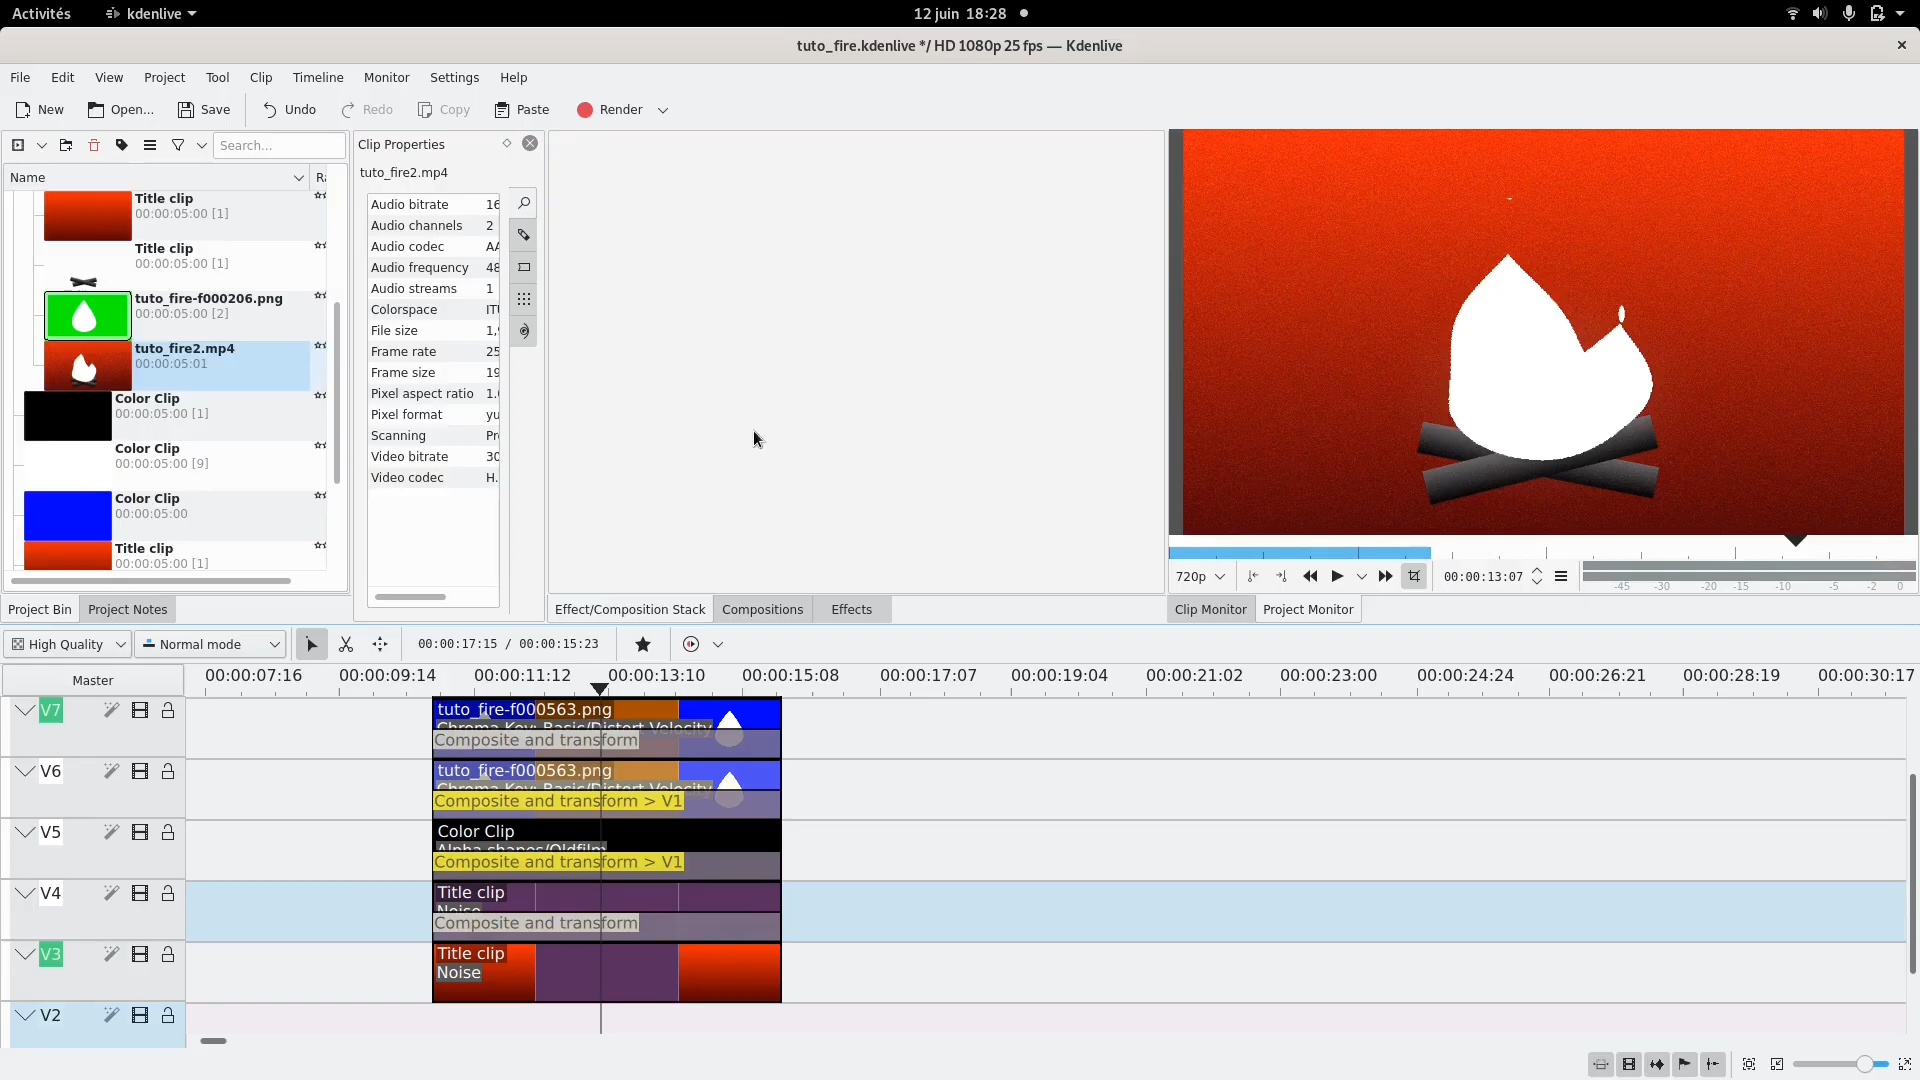 Activités
kdenlive
12 juin 18:28
tuto_fire.kdenlive */ HD 1080p 25 fps — Kdenlive
File Edit View Project Tool Clip Timeline Monitor Settings Help
New Open... Save Undo Redo Copy Paste Render
Search...
Name
Title clip
00:00:05:00 [1]
Title clip
00:00:05:00 [1]
tuto_fire-f000206.png
00:00:05:00 [2]
tuto_fire2.mp4
00:00:05:01
Color Clip
00:00:05:00 [1]
Color Clip
00:00:05:00 [9]
Color Clip
00:00:05:00
Title clip
00:00:05:00 [1]
Project Bin Project Notes
Clip Properties
tuto_fire2.mp4
Audio bitrate 16
Audio channels 2
Audio codec
Audio frequency 48
Audio streams 1
Colorspace
File size 1,
Frame rate 25
Frame size 19
Pixel aspect ratio 1.
Pixel format yu
Scanning
Video bitrate 30
Video codec H.
Effect/Composition Stack Compositions Effects
720p
00:00:13:07
-45 -30 -20 -15 -10 -5 -2 0
Clip Monitor Project Monitor
High Quality Normal mode 00:00:17:15 / 00:00:15:23
Master
00:00:07:16 00:00:09:14 00:00:11:12 00:00:13:10 00:00:15:08 00:00:17:07 00:00:19:04 00:00:21:02 00:00:23:00 00:00:24:24 00:00:26:21 00:00:28:19 00:00:30:17
V7
tuto_fire-f000563.png
Chroma Key: Basic/Distort Velocity
Composite and transform
V6
tuto_fire-f000563.png
Chroma Key: Basic/Distort Velocity
Composite and transform > V1
V5
Color Clip
Alpha shapes/Oldfilm
Composite and transform > V1
V4
Title clip
Noise
Composite and transform
V3
Title clip
Noise
V2